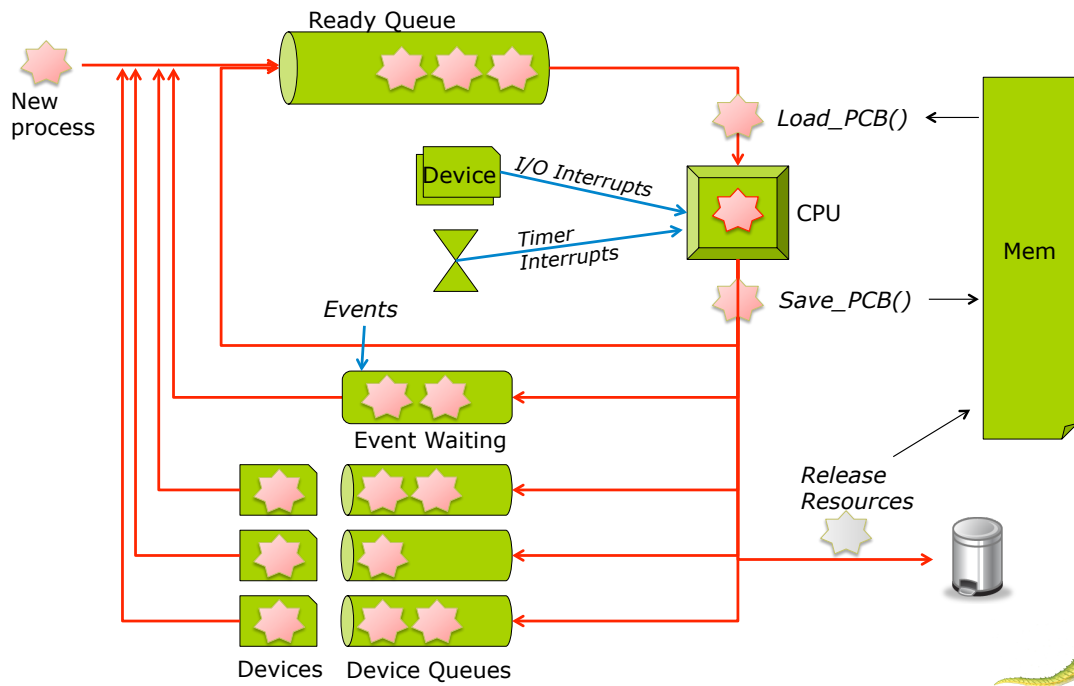 Ready Queue
New
process
Load_PCB()
Device
I/O Interrupts
CPU
Timer
Interrupts
Mem
Save_PCB()
Events
Event Waiting
Release
Resources
Devices
Device Queues